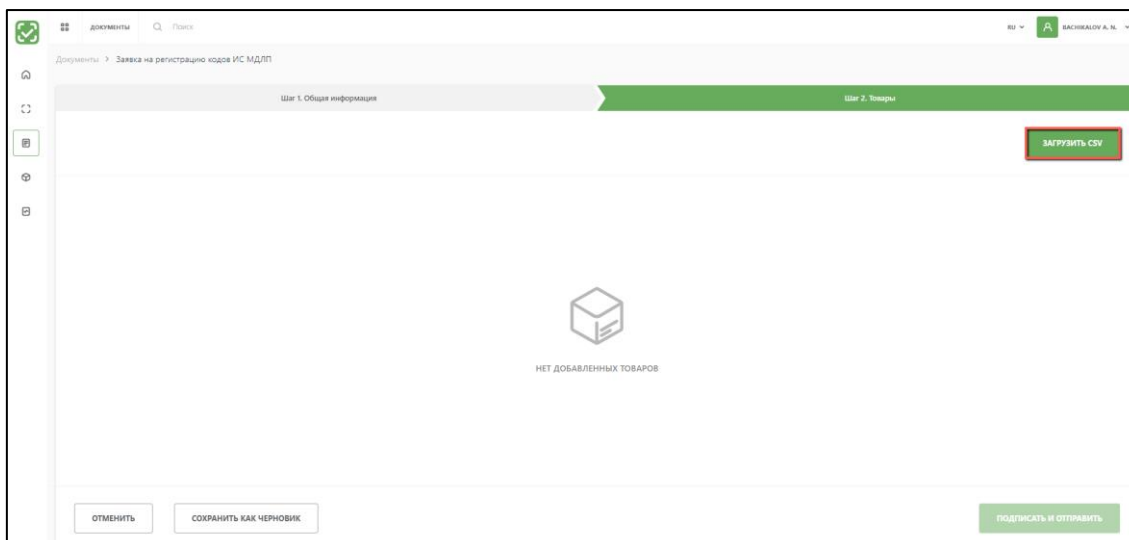 ДОКУМЕНТЫ Поиск RU BACHIKALOV A. N.
Документы > Заявка на регистрацию кодов ИС МДЛП
Шаг 1. Общая информация Шаг 2. Товары
ЗАГРУЗИТЬ CSV
НЕТ ДОБАВЛЕННЫХ ТОВАРОВ
ОТМЕНИТЬ СОХРАНИТЬ КАК ЧЕРНОВИК ПОДПИСАТЬ И ОТПРАВИТЬ